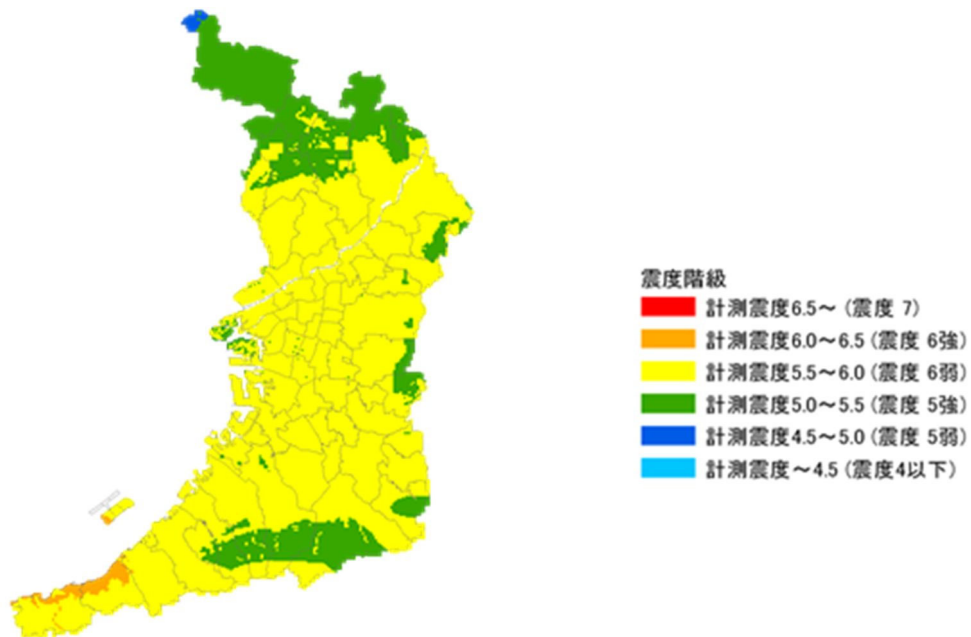 震度階級
計測震度6.5～ (震度 7)
計測震度6.0～6.5 (震度 6強)
計測震度5.5～6.0 (震度 6弱)
計測震度5.0～5.5 (震度 5強)
計測震度4.5～5.0 (震度 5弱)
計測震度～4.5 (震度4以下)